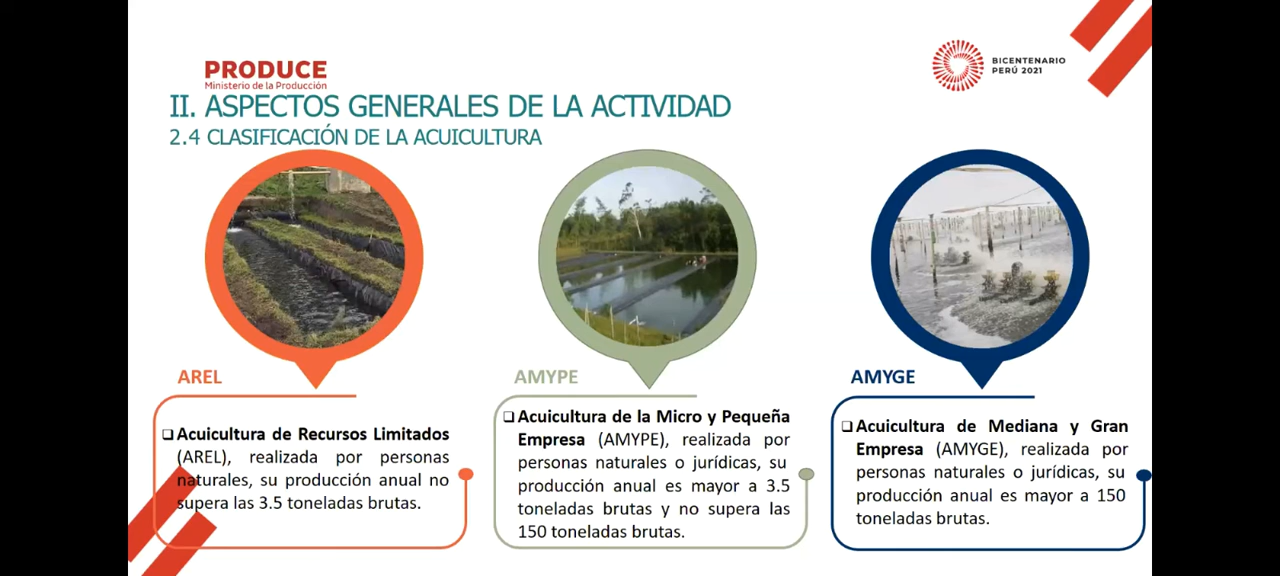 PRODUCE
Ministerio de la Producción
BICENTENARIO
PERÚ 2021
II. ASPECTOS GENERALES DE LA ACTIVIDAD
2.4 CLASIFICACIÓN DE LA ACUICULTURA
AREL
Acuicultura de Recursos Limitados
(AREL), realizada por personas
naturales, su producción anual no
supera las 3.5 toneladas brutas.
AMYPE
Acuicultura de la Micro y Pequeña
Empresa (AMYPE), realizada por
personas naturales o jurídicas, su
producción anual es mayor a 3.5
toneladas brutas y no supera las
150 toneladas brutas.
AMYGE
Acuicultura de Mediana y Gran
Empresa (AMYGE), realizada por
personas naturales o jurídicas, su
producción anual es mayor a 150
toneladas brutas.